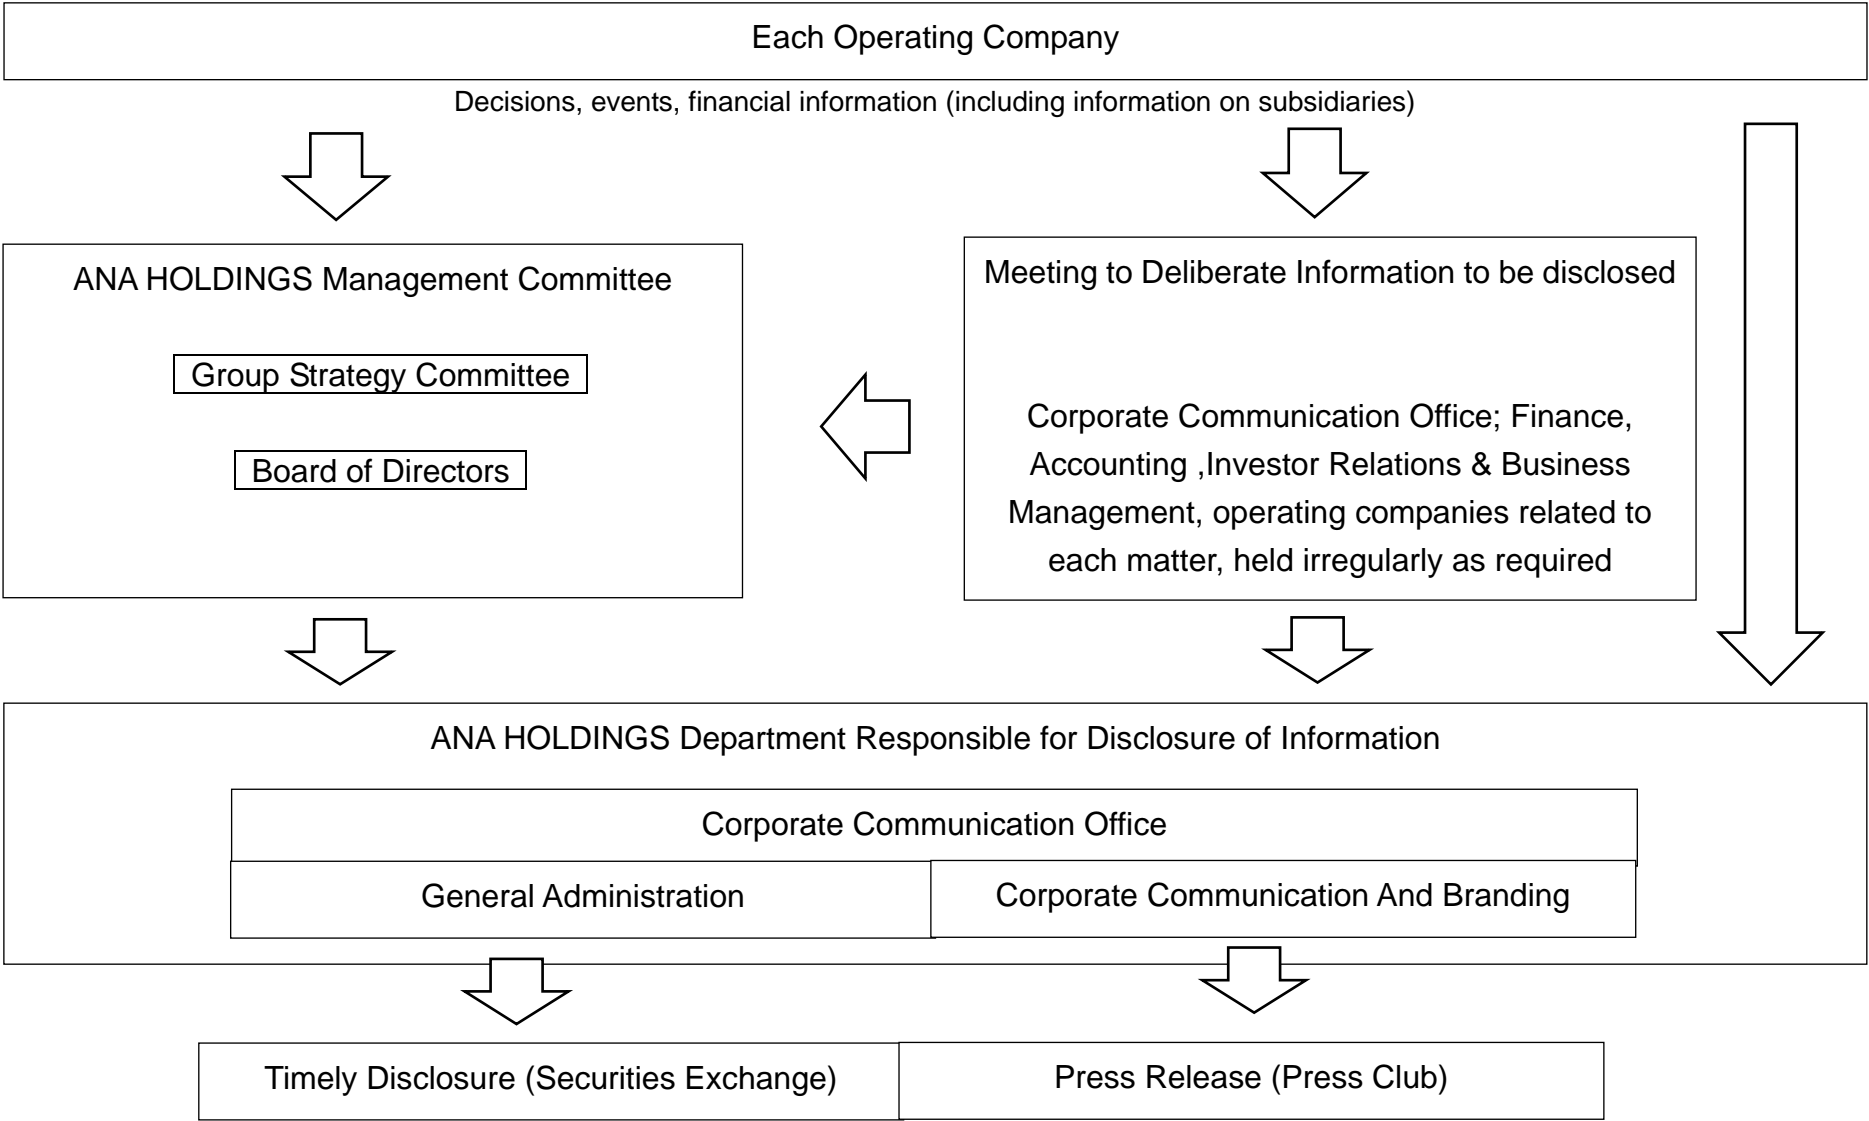 Each Operating Company
Decisions, events, financial information (including information on subsidiaries)
ANA HOLDINGS Management Committee
Group Strategy Committee
Board of Directors
Meeting to Deliberate Information to be disclosed
Corporate Communication Office; Finance,
Accounting ,Investor Relations & Business
Management, operating companies related to
each matter, held irregularly as required
ANA HOLDINGS Department Responsible for Disclosure of Information
Corporate Communication Office
General Administration
Corporate Communication And Branding
Timely Disclosure (Securities Exchange)
Press Release (Press Club)